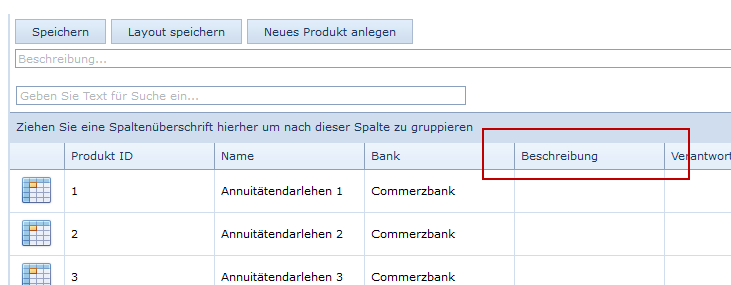 Speichern Layout speichern Neues Produkt anlegen
Beschreibung...
Geben Sie Text für Suche ein...
Ziehen Sie eine Spaltenüberschrift hierher um nach dieser Spalte zu gruppieren
Produkt ID Name Bank Beschreibung Verantwort
1 Annuitätendarlehen 1 Commerzbank
2 Annuitätendarlehen 2 Commerzbank
3 Annuitätendarlehen 3 Commerzbank